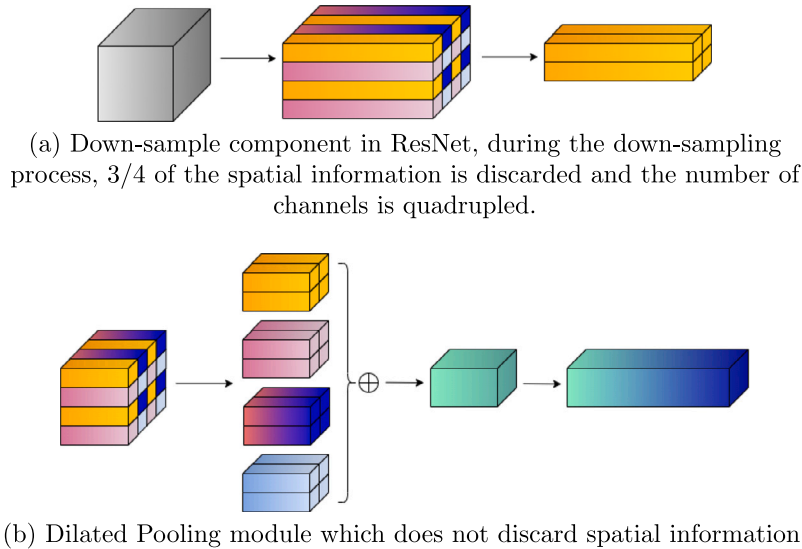 (a) Down-sample component in ResNet, during the down-sampling
process, 3/4 of the spatial information is discarded and the number of
channels is quadrupled.
(b) Dilated Pooling module which does not discard spatial information